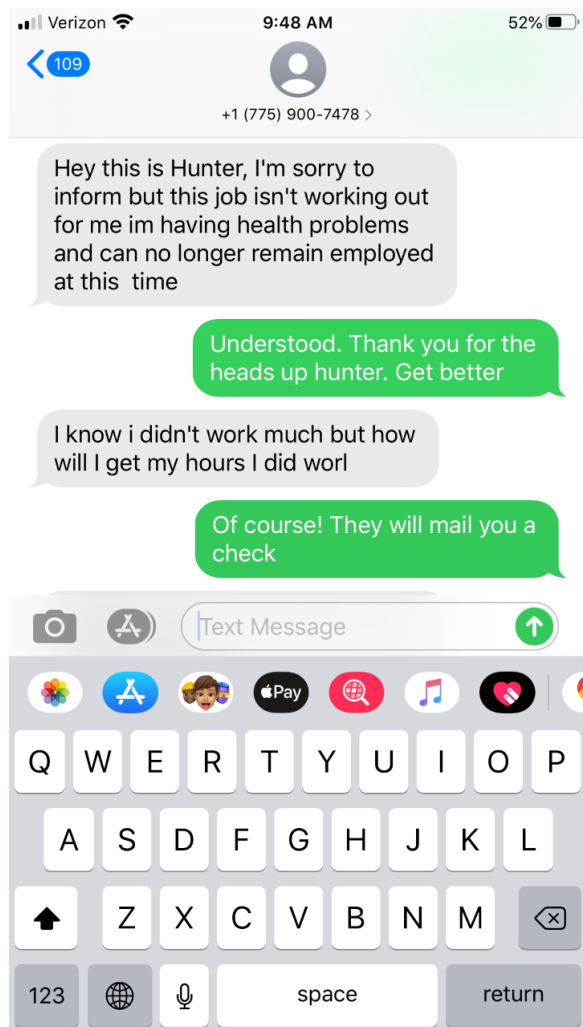 Verizon 9:48 AM 52%
109
+1 (775) 900-7478 >
Hey this is Hunter, I'm sorry to
inform but this job isn't working out
for me im having health problems
and can no longer remain employed
at this  time
Understood. Thank you for the
heads up hunter. Get better
I know i didn't work much but how
will I get my hours I did worl
Of course! They will mail you a
check
Text Message
Pay
Q W E R T Y U I O P
A S D F G H J K L
Z X C V B N M
123 space return